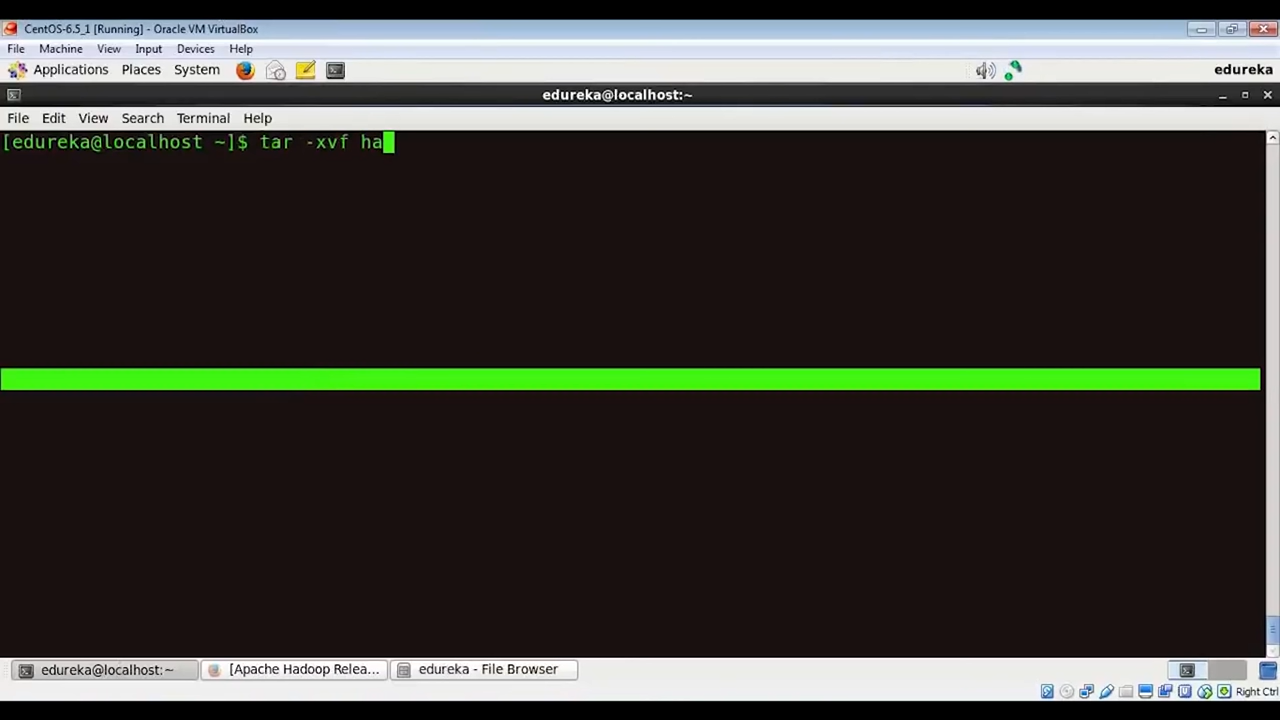 CentOS-6.5_1 [Running] - Oracle VM VirtualBox
File Machine View Input Devices Help
Applications Places System edureka
edureka@localhost:~
File Edit View Search Terminal Help
[edureka@localhost ~]$ tar -xvf ha
edureka@localhost:~ [Apache Hadoop Relea... edureka - File Browser
Right Ctrl